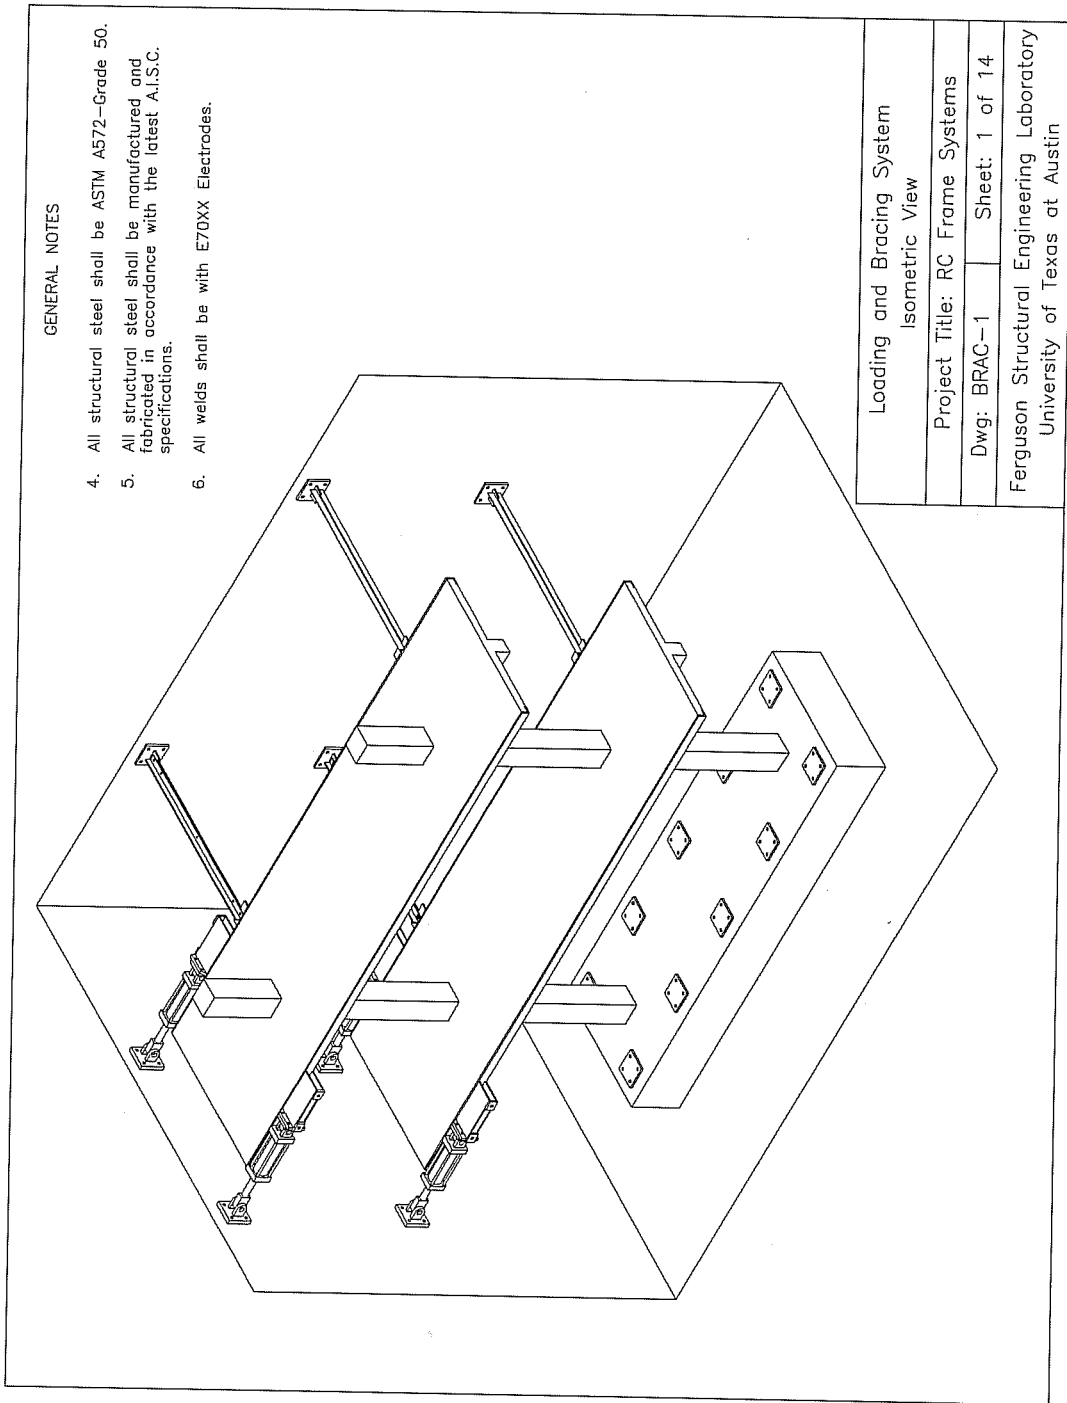 GENERAL NOTES
4. All structural steel shall be ASTM A572-Grade 50.
5. All structural steel shall be manufactured and
fabricated in accordance with the latest A.I.S.C.
specifications.
6. All welds shall be with E70XX Electrodes.
Loading and Bracing System
Isometric View
Project Title: RC Frame Systems
Dwg: BRAC-1
Sheet: 1 of 14
Ferguson Structural Engineering Laboratory
University of Texas at Austin